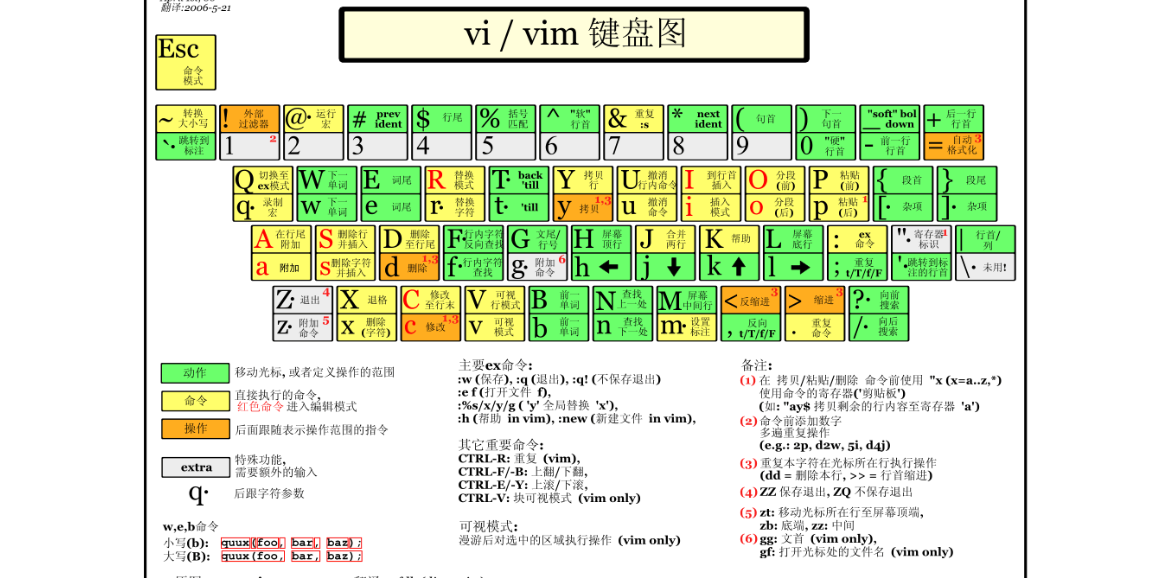 翻译:2006-5-21
vi / vim 键盘图
Esc 命令模式
~ 转换大小写 ! 外部过滤器 @· 运行宏 # prev ident $ 行尾 % 括号匹配 ^ "软"行首 & 重复 :s * next ident ( 句首 ) 下一句首 "soft" bol down _ + 后一行行首
`· 跳转到标注 1 2 2 3 4 5 6 7 8 9 0 "硬"行首 - 前一行行首 = 自动格式化 3
Q 切换至ex模式 W 下一单词 E 词尾 R 替换模式 T· back 'till Y 拷贝行 U 撤消行内命令 I 到行首插入 O 分段(前) P 粘贴(前) { 段首 } 段尾
q· 录制宏 w 下一单词 e 词尾 r· 替换字符 t· 'till y 拷贝 1,3 u 撤消命令 i 插入模式 o 分段(后) p 粘贴(后) 1 [· 杂项 ]· 杂项
A 在行尾附加 S 删除行并插入 D 删除至行尾 F· 行内字符反向查找 G 文尾/行号 H 屏幕顶行 J 合并两行 K 帮助 L 屏幕底行 : ex命令 "· 寄存器标识 1 | 行首/列
a 附加 s 删除字符并插入 d 删除 1,3 f· 行内字符查找 g· 附加命令 6 h ← j ↓ k ↑ l → ; 重复 t/T/f/F '· 跳转到标注的行首 \· 未用!
Z· 退出 4 X 退格 C 修改至行末 V 可视行模式 B 前一单词 N 查找上一处 M 屏幕中间行 < 反缩进 3 > 缩进 3 ?· 向前搜索
z· 附加命令 5 x 删除(字符) c 修改 1,3 v 可视模式 b 前一单词 n 查找下一处 m· 设置标注 , 反向 t/T/f/F . 重复命令 /· 向后搜索
动作 移动光标, 或者定义操作的范围
命令 直接执行的命令,
红色命令 进入编辑模式
操作 后面跟随表示操作范围的指令
extra 特殊功能,
需要额外的输入
q· 后跟字符参数
w,e,b命令
小写(b): quux(foo, bar, baz);
大写(B): quux(foo, bar, baz);
主要ex命令:
:w (保存), :q (退出), :q! (不保存退出)
:e f (打开文件 f),
:%s/x/y/g ( 'y' 全局替换 'x'),
:h (帮助 in vim), :new (新建文件 in vim),
其它重要命令:
CTRL-R: 重复 (vim),
CTRL-F/-B: 上翻/下翻,
CTRL-E/-Y: 上滚/下滚,
CTRL-V: 块可视模式 (vim only)
可视模式:
漫游后对选中的区域执行操作 (vim only)
备注:
(1) 在 拷贝/粘贴/删除 命令前使用 "x (x=a..z,*)
使用命令的寄存器('剪贴板')
(如: "ay$ 拷贝剩余的行内容至寄存器 'a')
(2) 命令前添加数字
多遍重复操作
(e.g.: 2p, d2w, 5i, d4j)
(3) 重复本字符在光标所在行执行操作
(dd = 删除本行, >> = 行首缩进)
(4) ZZ 保存退出, ZQ 不保存退出
(5) zt: 移动光标所在行至屏幕顶端,
zb: 底端, zz: 中间
(6) gg: 文首 (vim only),
gf: 打开光标处的文件名 (vim only)